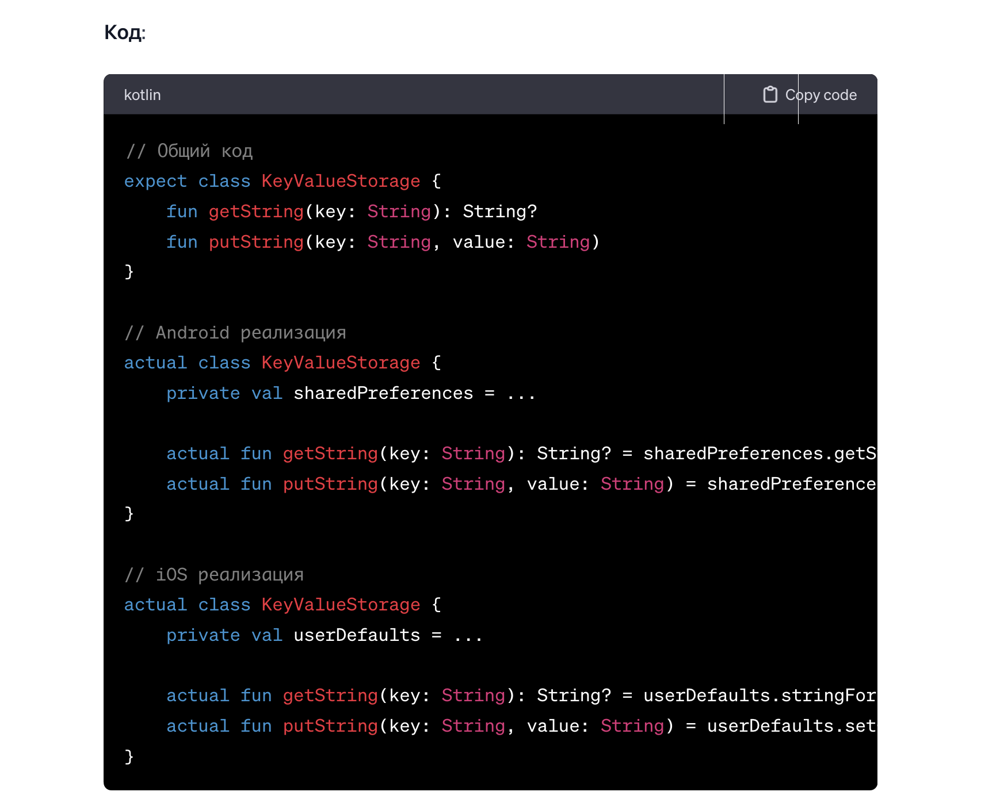 Код:
kotlin
Copy code
// Общий код
expect class KeyValueStorage {
    fun getString(key: String): String?
    fun putString(key: String, value: String)
}
// Android реализация
actual class KeyValueStorage {
    private val sharedPreferences = ...
    actual fun getString(key: String): String? = sharedPreferences.getS
    actual fun putString(key: String, value: String) = sharedPreference
}
// iOS реализация
actual class KeyValueStorage {
    private val userDefaults = ...
    actual fun getString(key: String): String? = userDefaults.stringFor
    actual fun putString(key: String, value: String) = userDefaults.set
}